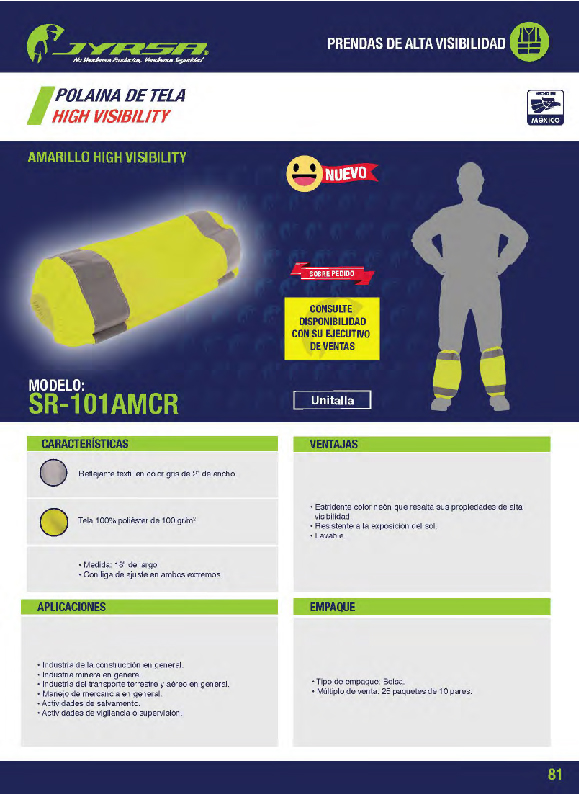 JYRSA®
PRENDAS DE ALTA VISIBILIDAD
POLAINA DE TELA
HIGH VISIBILITY
HECHO EN
MÉXICO
AMARILLO HIGH VISIBILITY
NUEVO
SOBRE PEDIDO
CONSULTE
DISPONIBILIDAD
CON SU EJECUTIVO
DE VENTAS
MODELO:
SR-101AMCR
Unitalla
CARACTERÍSTICAS
Reflejante textil en color gris de 2" de ancho
Tela 100% poliéster de 100 gr/m²
• Medida: 16" de largo
• Con liga de ajuste en ambos extremos
VENTAJAS
• Estridente color neón que resalta sus propiedades de alta
visibilidad
• Resistente a la exposición del sol.
• Lavable
APLICACIONES
• Industria de la construcción en general.
• Industria minera en general
• Industria del transporte terrestre y aéreo en general.
• Manejo de mercancía en general.
• Actividades de salvamento.
• Actividades de vigilancia o supervisión.
EMPAQUE
• Tipo de empaque: Bolsa.
• Múltiplo de venta: 25 paquetes de 10 pares.
81